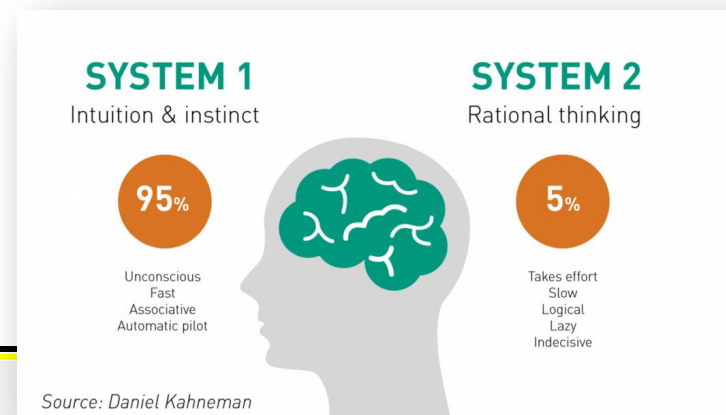 SYSTEM 1
Intuition & instinct
95%
Unconscious
Fast
Associative
Automatic pilot
SYSTEM 2
Rational thinking
5%
Takes effort
Slow
Logical
Lazy
Indecisive
Source: Daniel Kahneman